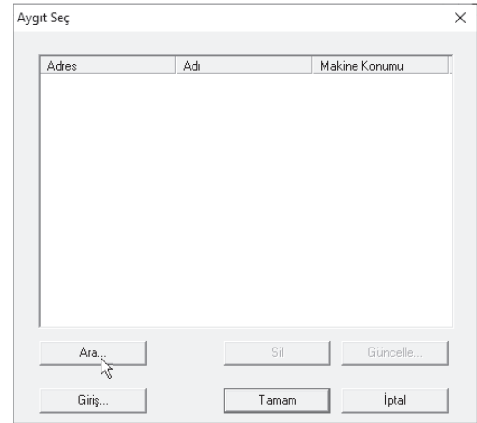 Aygıt Seç
Adres Adı Makine Konumu
Ara... Sil Güncelle...
Giriş... Tamam İptal